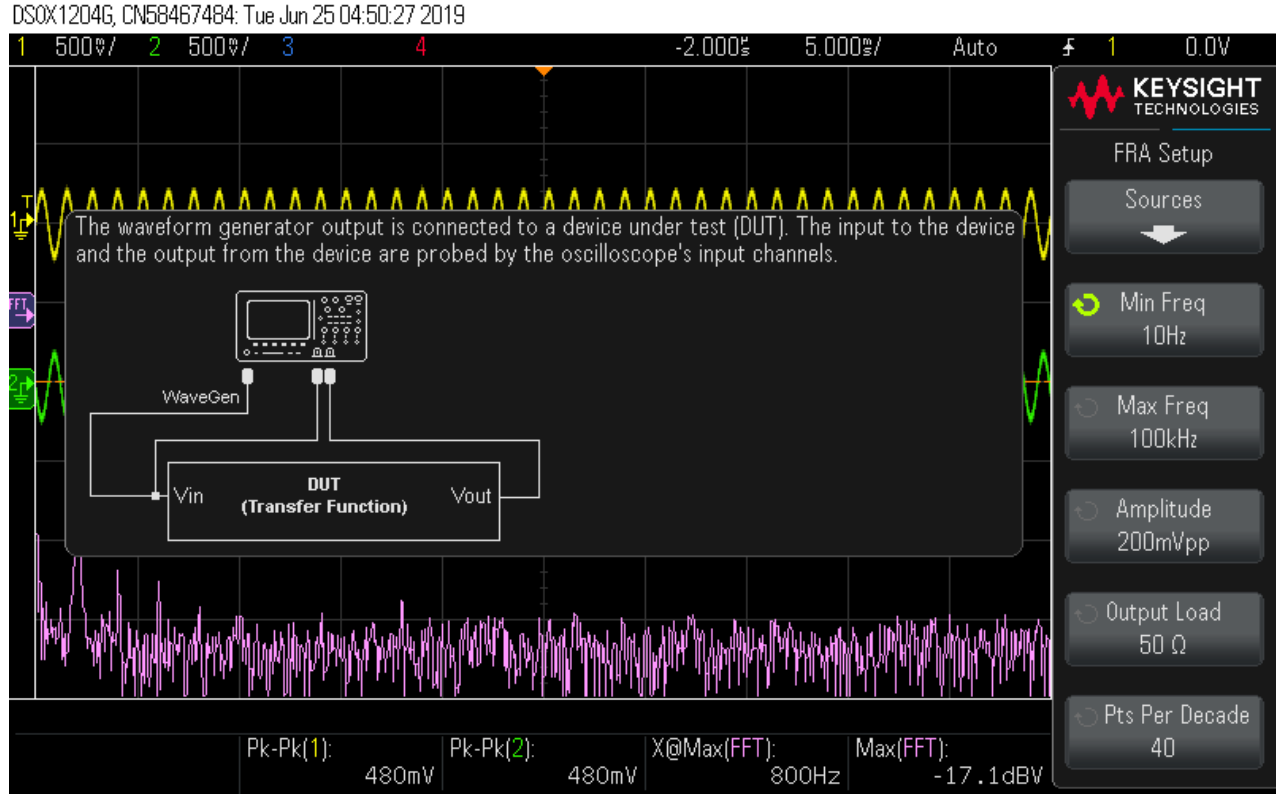 DSOX1204G, CN58467484: Tue Jun 25 04:50:27 2019
1 500mV/ 2 500mV/ 3 4 -2.000s 5.000ms/ Auto 1 0.0V
KEYSIGHT
TECHNOLOGIES
FRA Setup
Sources
Min Freq
10Hz
Max Freq
100kHz
Amplitude
200mVpp
Output Load
50 Ω
Pts Per Decade
40
T
1
FFT
2
The waveform generator output is connected to a device under test (DUT). The input to the device
and the output from the device are probed by the oscilloscope's input channels.
WaveGen
Vin
DUT
(Transfer Function)
Vout
Pk-Pk(1):
480mV
Pk-Pk(2):
480mV
X@Max(FFT):
800Hz
Max(FFT):
-17.1dBV